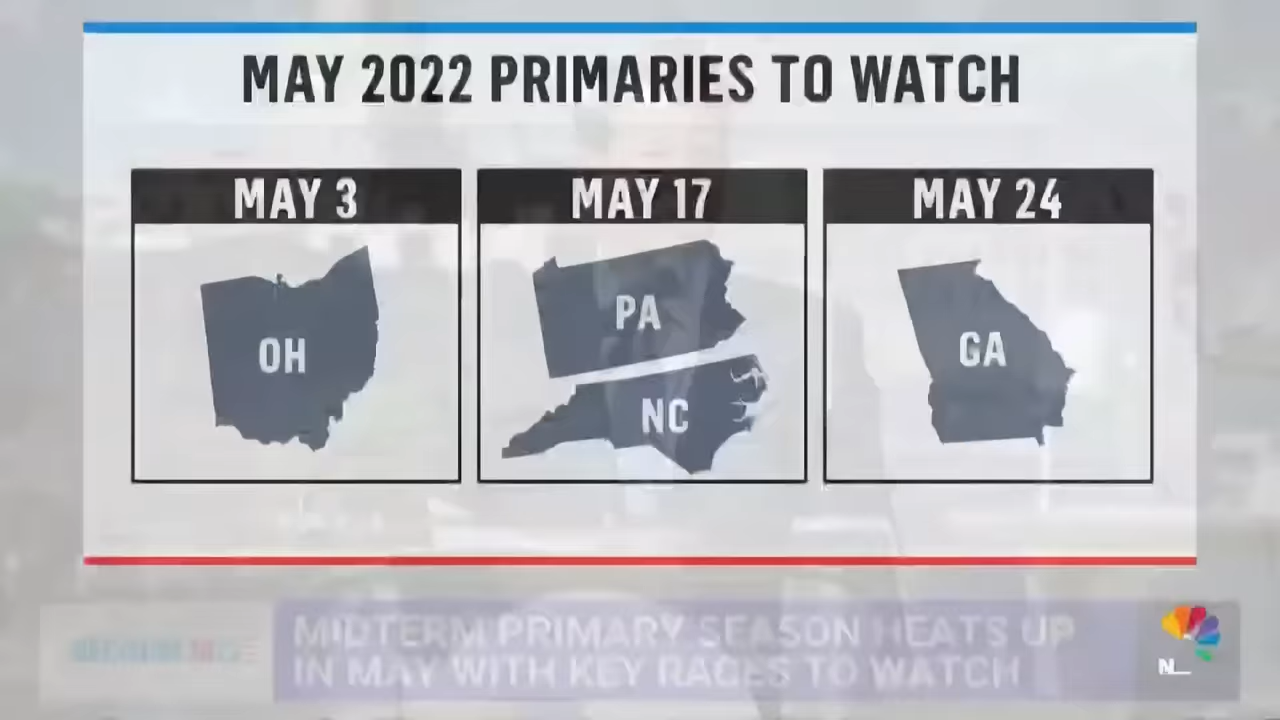 MAY 2022 PRIMARIES TO WATCH
MAY 3
MAY 17
MAY 24
OH
PA
NC
GA
MIDTERM PRIMARY SEASON HEATS UP
IN MAY WITH KEY RACES TO WATCH
N